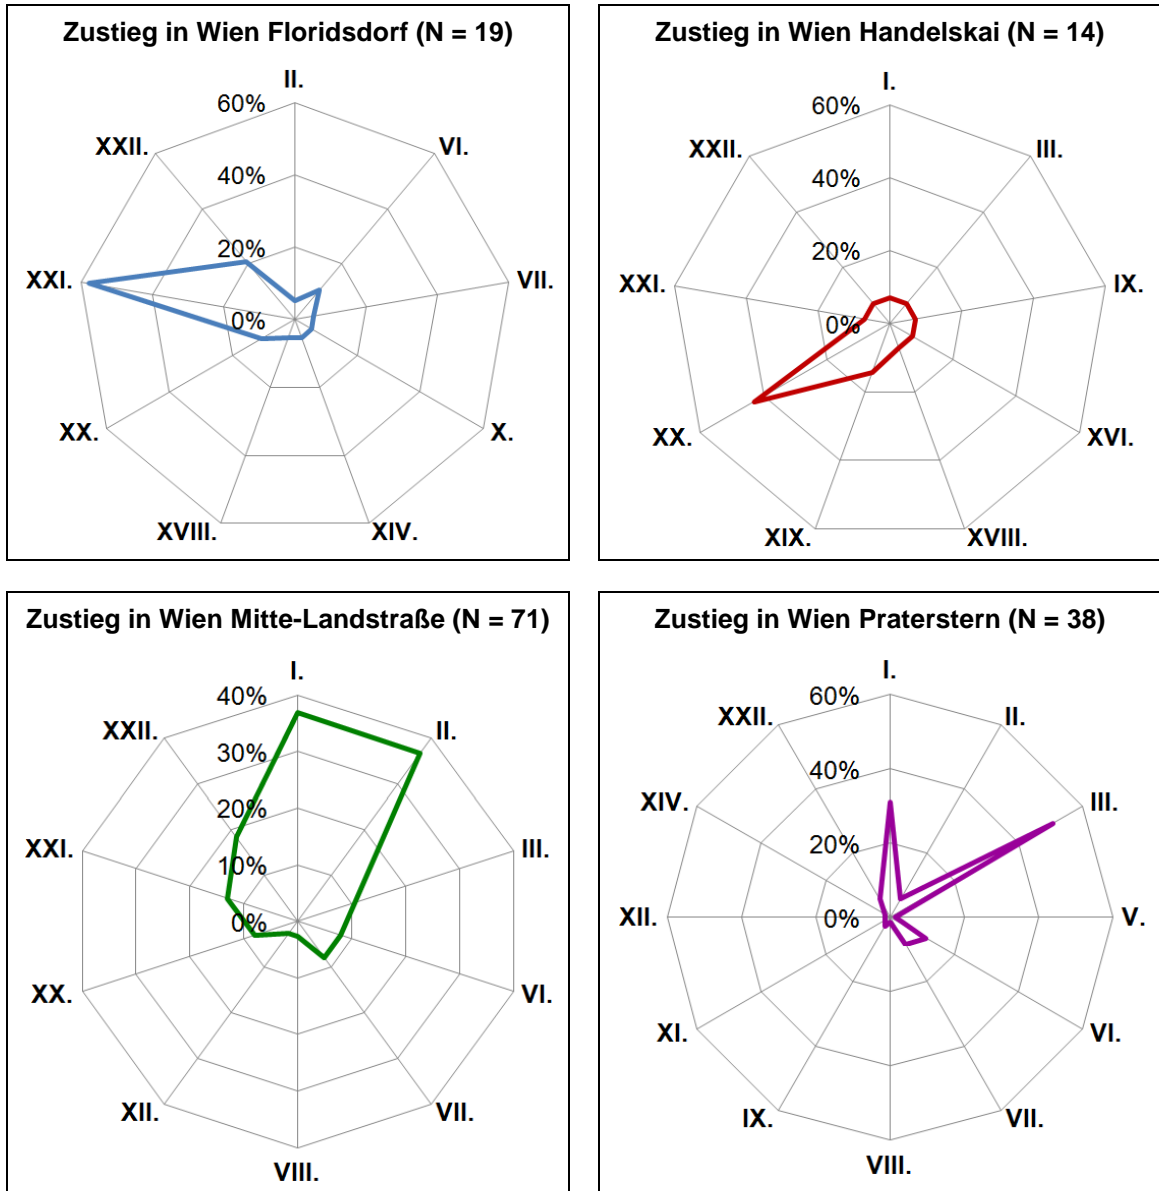 Zustieg in Wien Floridsdorf (N = 19)
II.
60%
XXII.
VI.
40%
20%
XXI.
VII.
0%
XX.
X.
XVIII.
XIV.
Zustieg in Wien Handelskai (N = 14)
I.
60%
XXII.
III.
40%
20%
XXI.
IX.
0%
XX.
XVI.
XIX.
XVIII.
Zustieg in Wien Mitte-Landstraße (N = 71)
I.
40%
XXII.
II.
30%
20%
XXI.
III.
10%
0%
XX.
VI.
XII.
VII.
VIII.
Zustieg in Wien Praterstern (N = 38)
I.
60%
XXII.
II.
40%
XIV.
III.
20%
XII.
0%
V.
XI.
VI.
IX.
VII.
VIII.